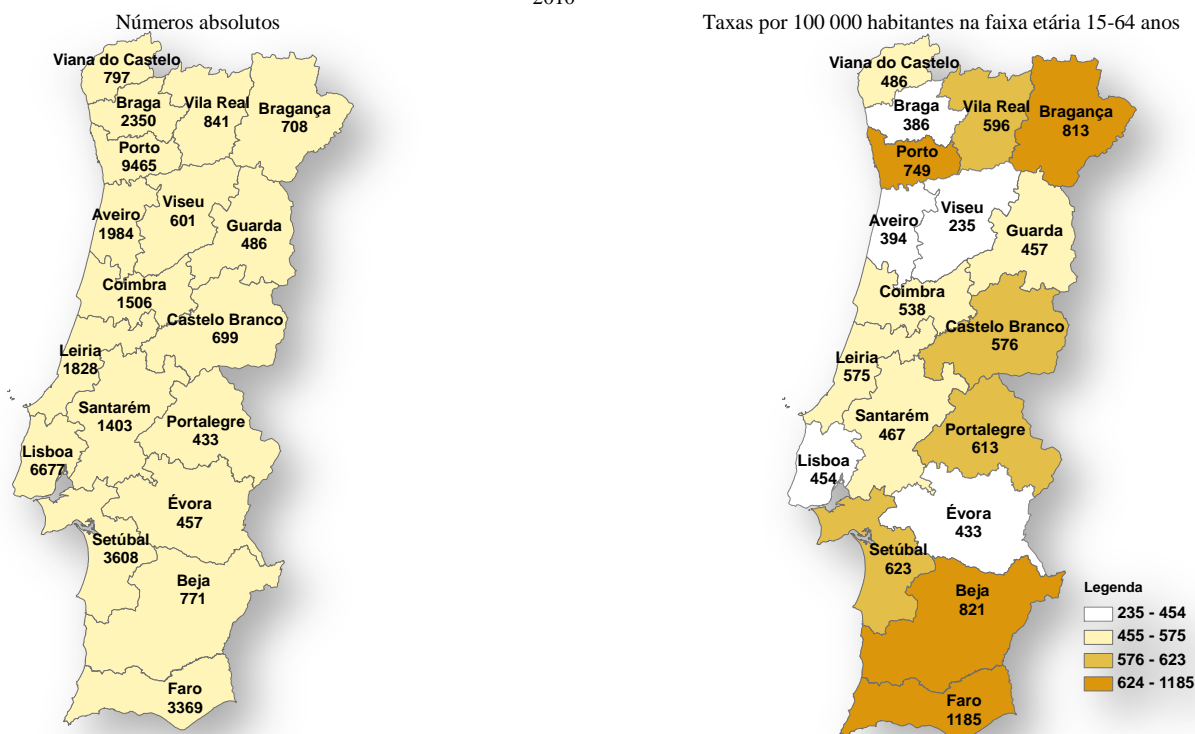 Números absolutos
Viana do Castelo
797
Braga
2350
Vila Real
841
Bragança
708
Porto
9465
Aveiro
1984
Viseu
601
Guarda
486
Coimbra
1506
Castelo Branco
699
Leiria
1828
Santarém
1403
Portalegre
433
Lisboa
6677
Évora
457
Setúbal
3608
Beja
771
Faro
3369
Taxas por 100 000 habitantes na faixa etária 15-64 anos
Viana do Castelo
486
Braga
386
Vila Real
596
Bragança
813
Porto
749
Aveiro
394
Viseu
235
Guarda
457
Coimbra
538
Castelo Branco
576
Leiria
575
Santarém
467
Portalegre
613
Lisboa
454
Évora
433
Setúbal
623
Beja
821
Faro
1185
Legenda
235 - 454
455 - 575
576 - 623
624 - 1185